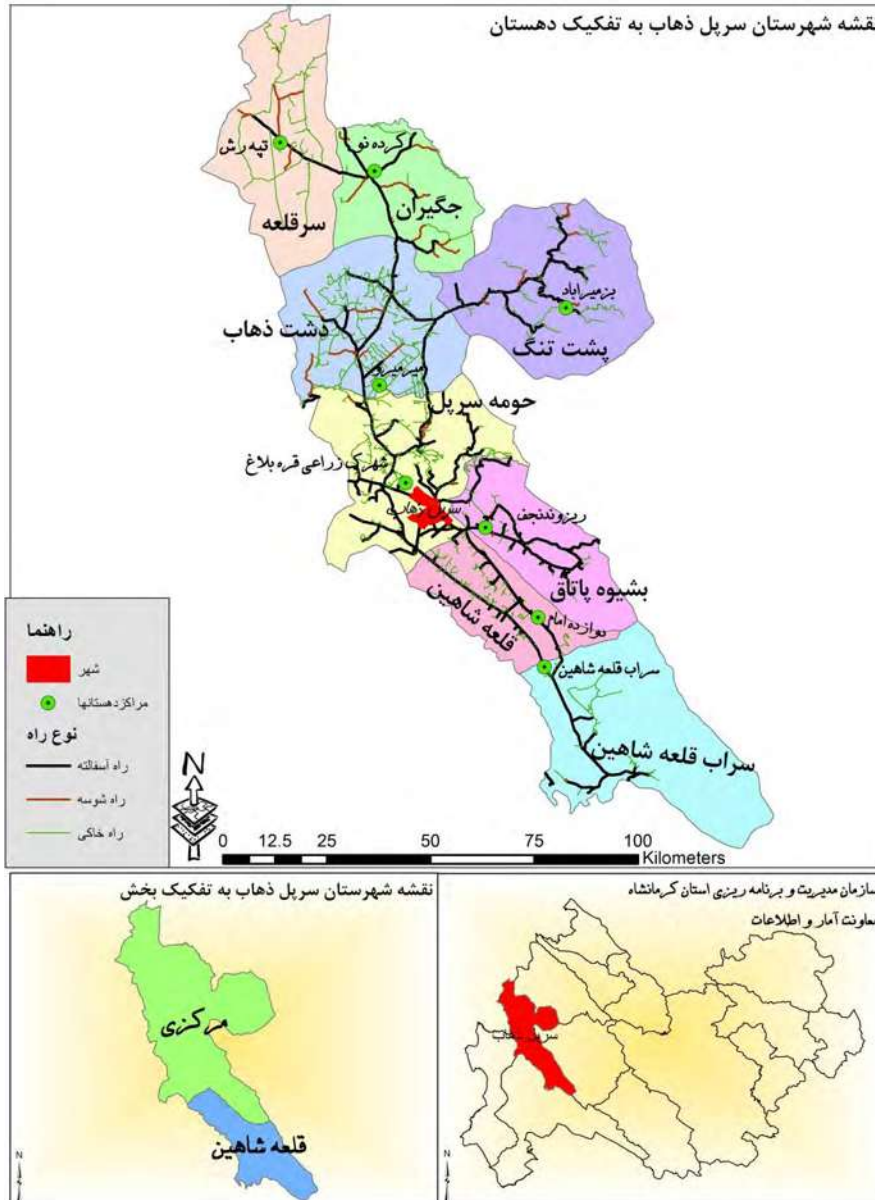 نقشه شهرستان سرپل ذهاب به تفکیک دهستان
تپه رش
گرده نو
سرقلعه
جگیران
بزمیراباد
دشت ذهاب
پشت تنگ
میرمیرو
حومه سرپل
شهرک زراعی قره بلاغ
سرپل ذهاب
ریزوندنجف
بشیوه پاتاق
قلعه شاهین
دوازده امام
سراب قلعه شاهین
سراب قلعه شاهین
راهنما
شهر
مراکزدهستانها
نوع راه
راه آسفالته
راه شوسه
راه خاکی
N
0 12.5 25 50 75 100
Kilometers
نقشه شهرستان سرپل ذهاب به تفکیک بخش
مرکزی
قلعه شاهین
N
سازمان مدیریت و برنامه ریزی استان کرمانشاه
معاونت آمار و اطلاعات
سرپل ذهاب
N